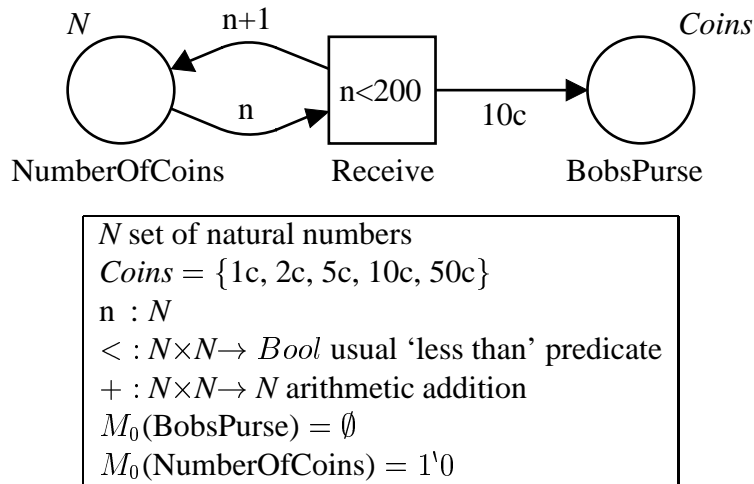 N
n+1
Coins
n<200
n
10c
NumberOfCoins
Receive
BobsPurse
N set of natural numbers
Coins = {1c, 2c, 5c, 10c, 50c}
n : N
< : N×N→ Bool usual ‘less than’ predicate
+ : N×N→ N arithmetic addition
M₀(BobsPurse) = ∅
M₀(NumberOfCoins) = 1‵0